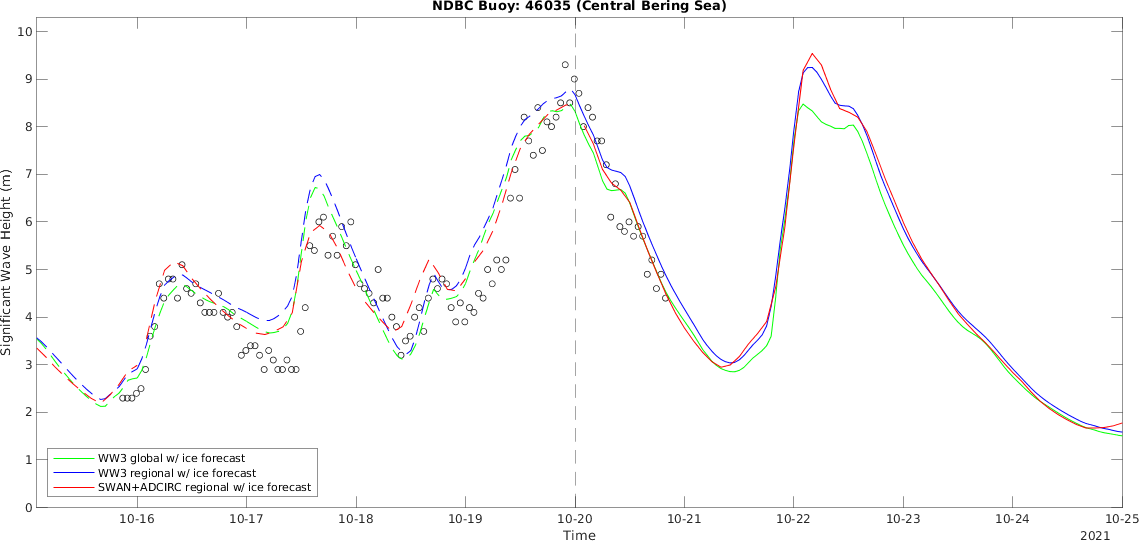 NDBC Buoy: 46035 (Central Bering Sea)
10
9
8
7
6
5
4
3
2
1
0
Significant Wave Height (m)
WW3 global w/ ice forecast
WW3 regional w/ ice forecast
SWAN+ADCIRC regional w/ ice forecast
10-16 10-17 10-18 10-19 10-20 10-21 10-22 10-23 10-24 10-25
Time
2021